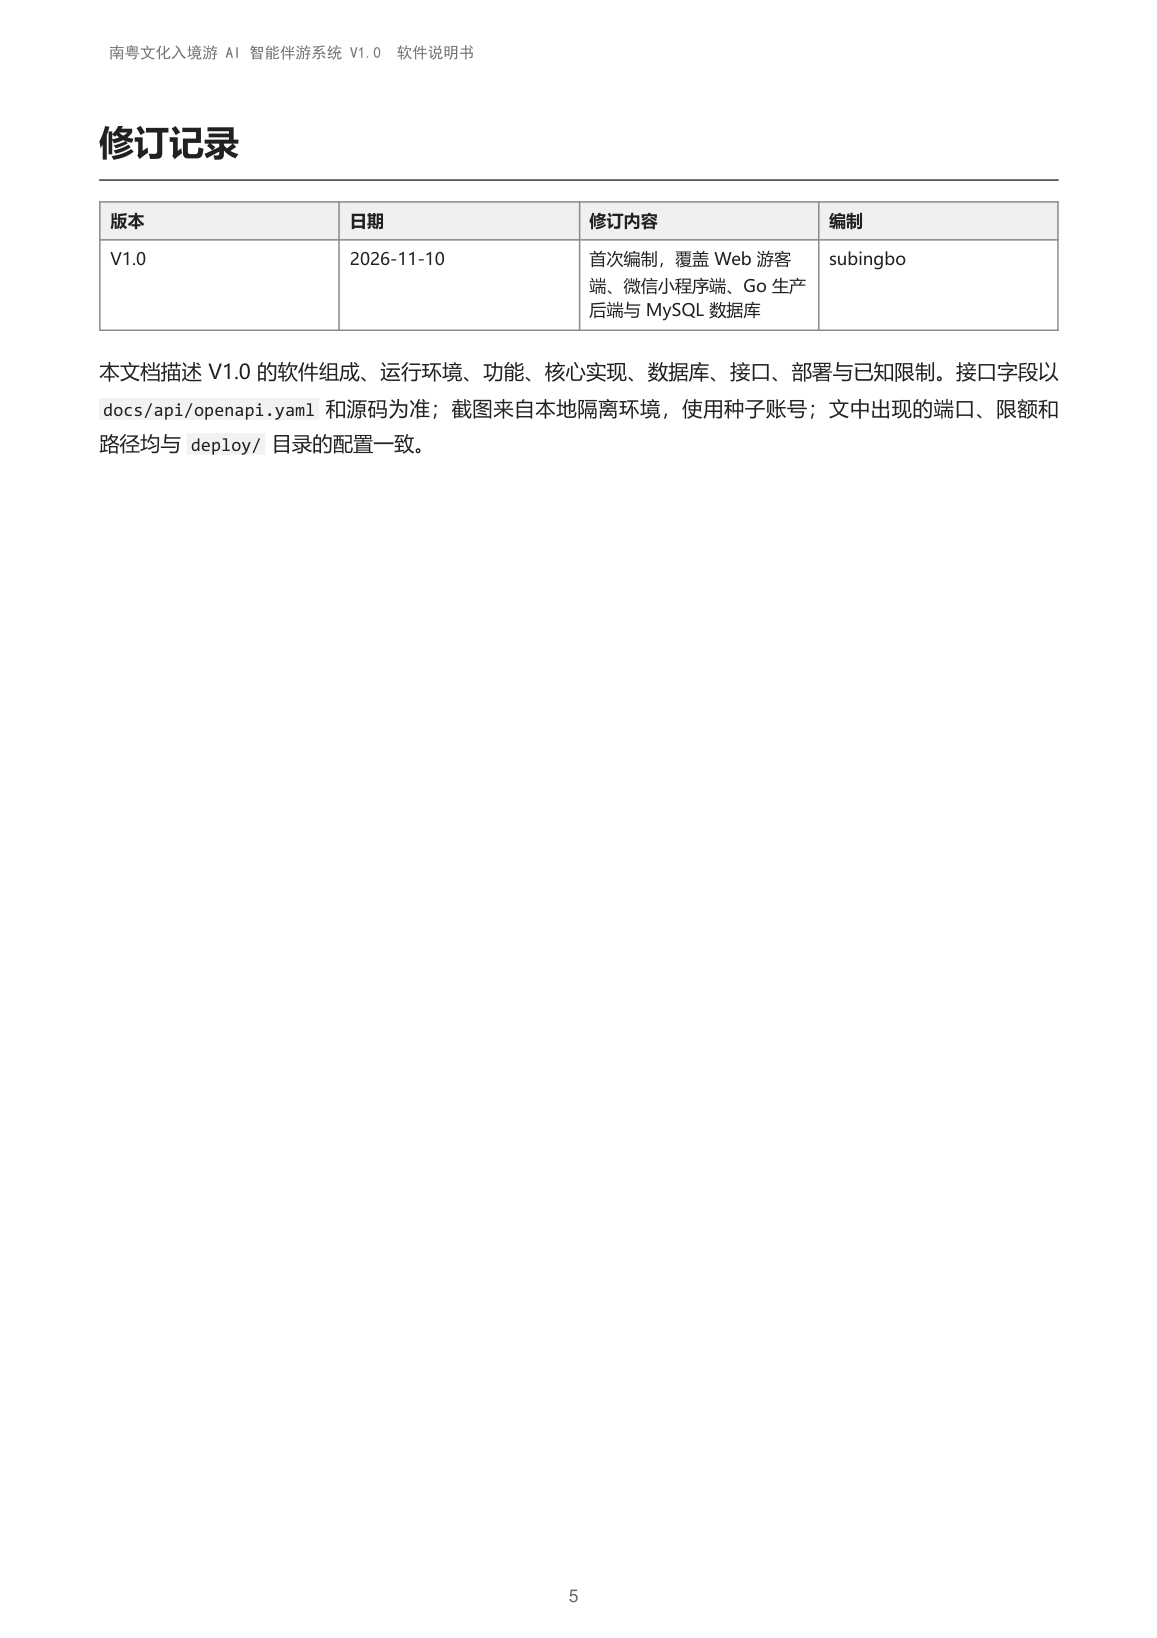 南粤文化入境游 AI 智能伴游系统 V1.0 软件说明书
修订记录
版本 日期 修订内容 编制
V1.0 2026-11-10 首次编制，覆盖 Web 游客 subingbo
端、微信小程序端、Go 生产
后端与 MySQL 数据库
本文档描述 V1.0 的软件组成、运行环境、功能、核心实现、数据库、接口、部署与已知限制。接口字段以
docs/api/openapi.yaml 和源码为准；截图来自本地隔离环境，使用种子账号；文中出现的端口、限额和
路径均与 deploy/ 目录的配置一致。
5